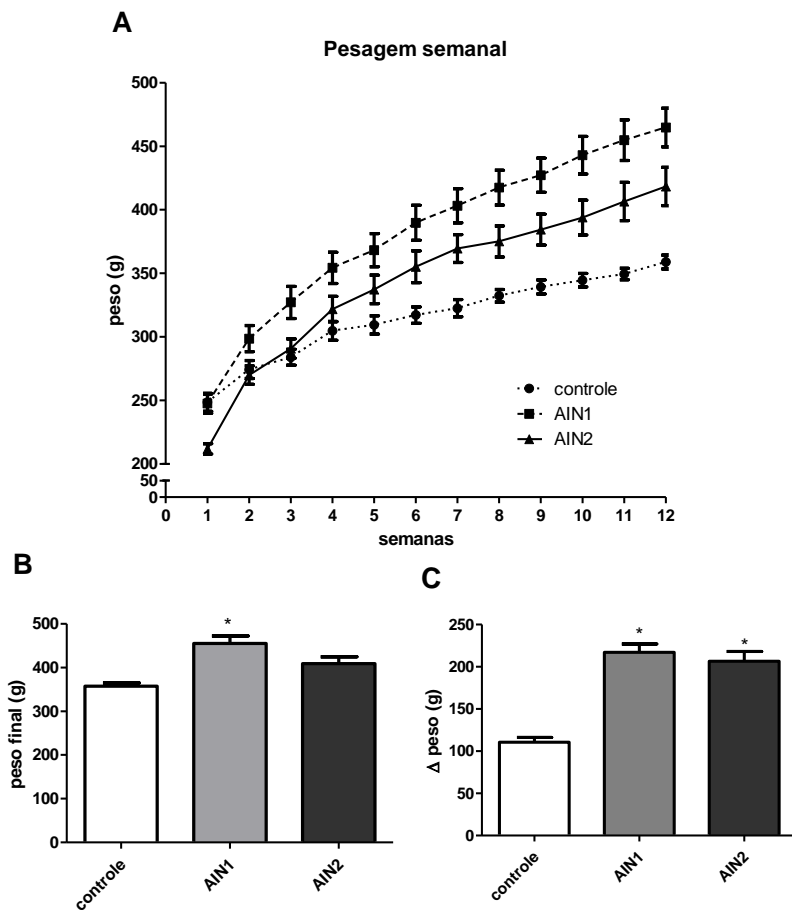 A
Pesagem semanal
500
450
400
350
300
250
200
50
0
peso (g)
0 1 2 3 4 5 6 7 8 9 10 11 12
semanas
controle
AIN1
AIN2
B
500
400
300
200
100
0
peso final (g)
*
controle
AIN1
AIN2
C
250
200
150
100
50
0
Δ peso (g)
*
*
controle
AIN1
AIN2